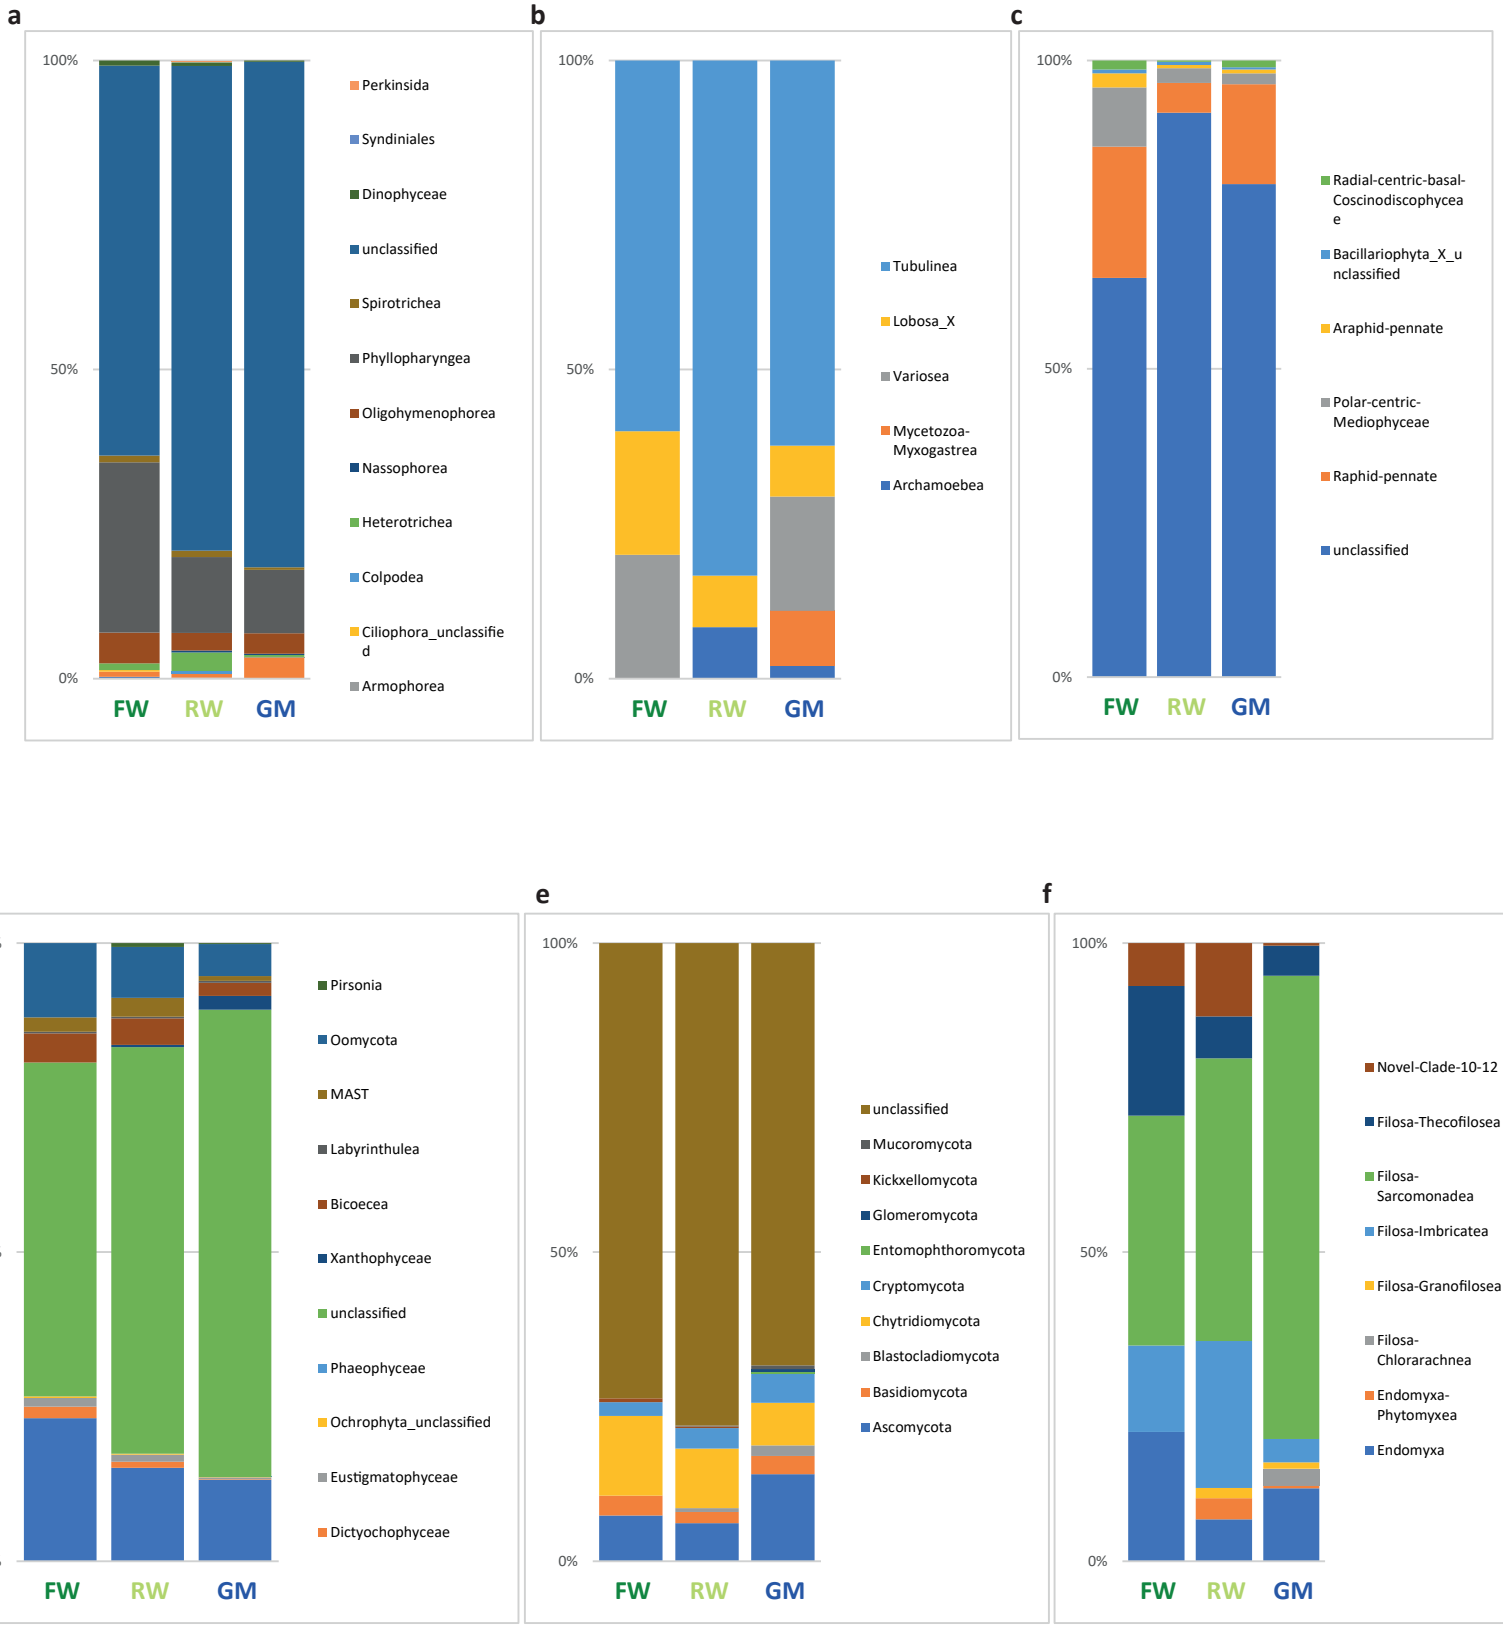 a
100%
50%
0%
FW RW GM
Perkinsida
Syndiniales
Dinophyceae
unclassified
Spirotrichea
Phyllopharyngea
Oligohymenophorea
Nassophorea
Heterotrichea
Colpodea
Ciliophora_unclassifie
d
Armophorea
b
100%
50%
0%
FW RW GM
Tubulinea
Lobosa_X
Variosea
Mycetozoa-
Myxogastrea
Archamoebea
c
100%
50%
0%
FW RW GM
Radial-centric-basal-
Coscinodiscophycea
e
Bacillariophyta_X_u
nclassified
Araphid-pennate
Polar-centric-
Mediophyceae
Raphid-pennate
unclassified
FW RW GM
Pirsonia
Oomycota
MAST
Labyrinthulea
Bicoecea
Xanthophyceae
unclassified
Phaeophyceae
Ochrophyta_unclassified
Eustigmatophyceae
Dictyochophyceae
e
100%
50%
0%
FW RW GM
unclassified
Mucoromycota
Kickxellomycota
Glomeromycota
Entomophthoromycota
Cryptomycota
Chytridiomycota
Blastocladiomycota
Basidiomycota
Ascomycota
f
100%
50%
0%
FW RW GM
Novel-Clade-10-12
Filosa-Thecofilosea
Filosa-
Sarcomonadea
Filosa-Imbricatea
Filosa-Granofilosea
Filosa-
Chlorarachnea
Endomyxa-
Phytomyxea
Endomyxa